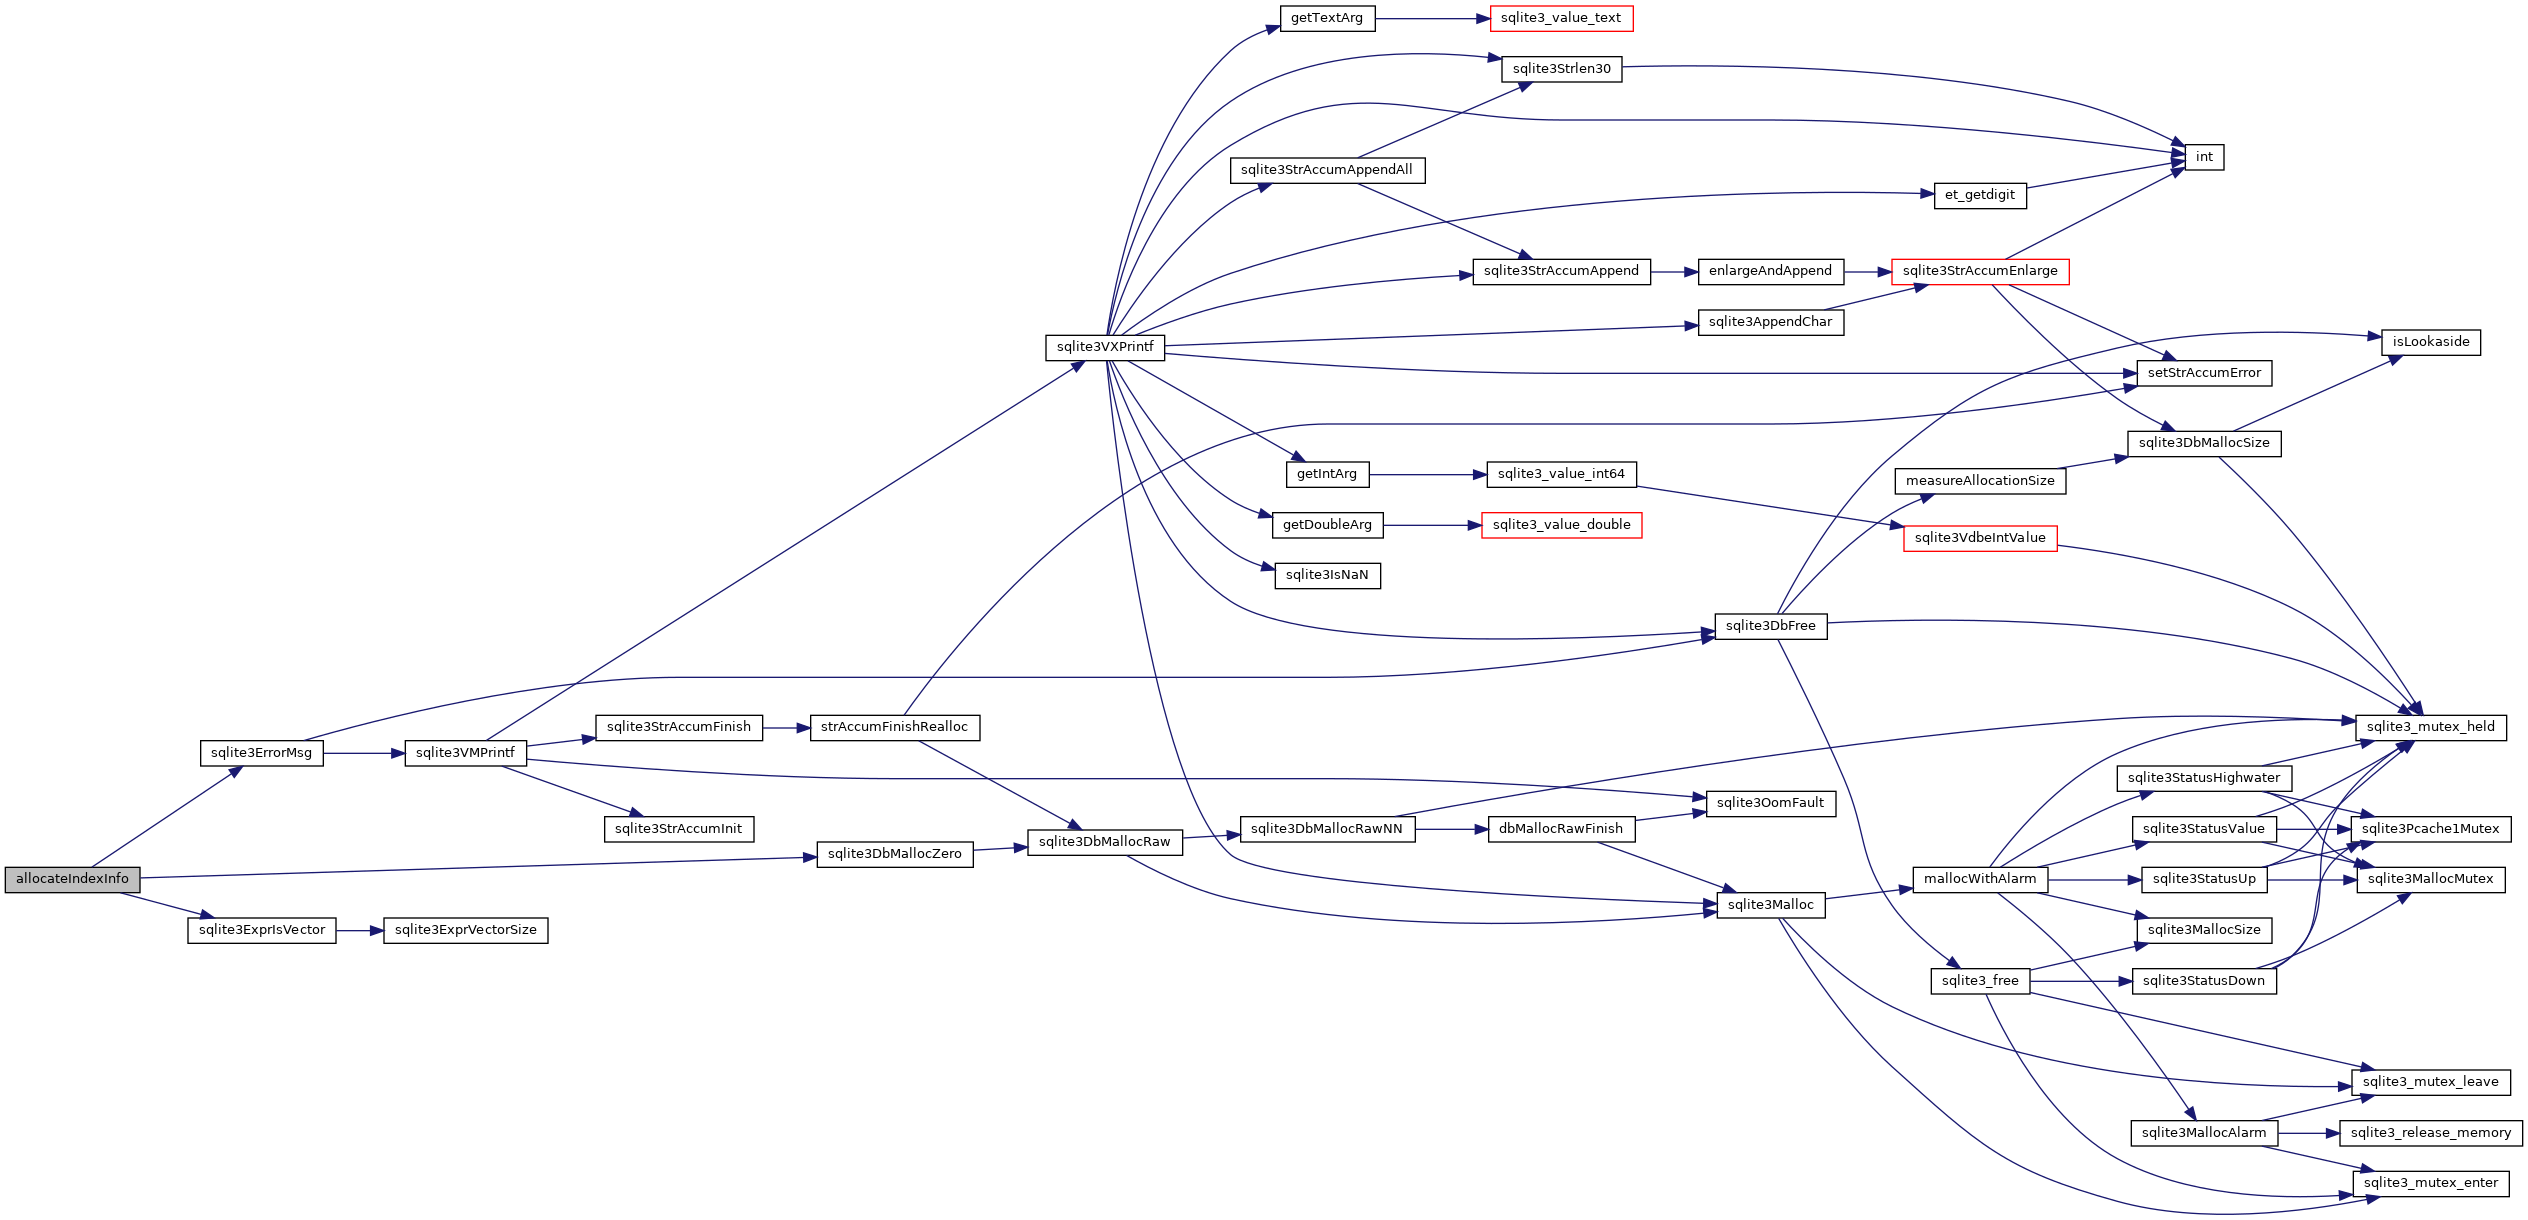 getTextArg
sqlite3_value_text
sqlite3Strlen30
int
sqlite3StrAccumAppendAll
et_getdigit
sqlite3StrAccumAppend
enlargeAndAppend
sqlite3StrAccumEnlarge
sqlite3AppendChar
isLookaside
sqlite3VXPrintf
setStrAccumError
sqlite3DbMallocSize
getIntArg
sqlite3_value_int64
measureAllocationSize
getDoubleArg
sqlite3_value_double
sqlite3VdbeIntValue
sqlite3IsNaN
sqlite3DbFree
sqlite3StrAccumFinish
strAccumFinishRealloc
sqlite3_mutex_held
sqlite3ErrorMsg
sqlite3VMPrintf
sqlite3StatusHighwater
sqlite3OomFault
sqlite3StrAccumInit
sqlite3DbMallocRawNN
dbMallocRawFinish
sqlite3StatusValue
sqlite3Pcache1Mutex
sqlite3DbMallocRaw
sqlite3DbMallocZero
allocateIndexInfo
mallocWithAlarm
sqlite3StatusUp
sqlite3MallocMutex
sqlite3Malloc
sqlite3ExprIsVector
sqlite3ExprVectorSize
sqlite3MallocSize
sqlite3_free
sqlite3StatusDown
sqlite3_mutex_leave
sqlite3MallocAlarm
sqlite3_release_memory
sqlite3_mutex_enter